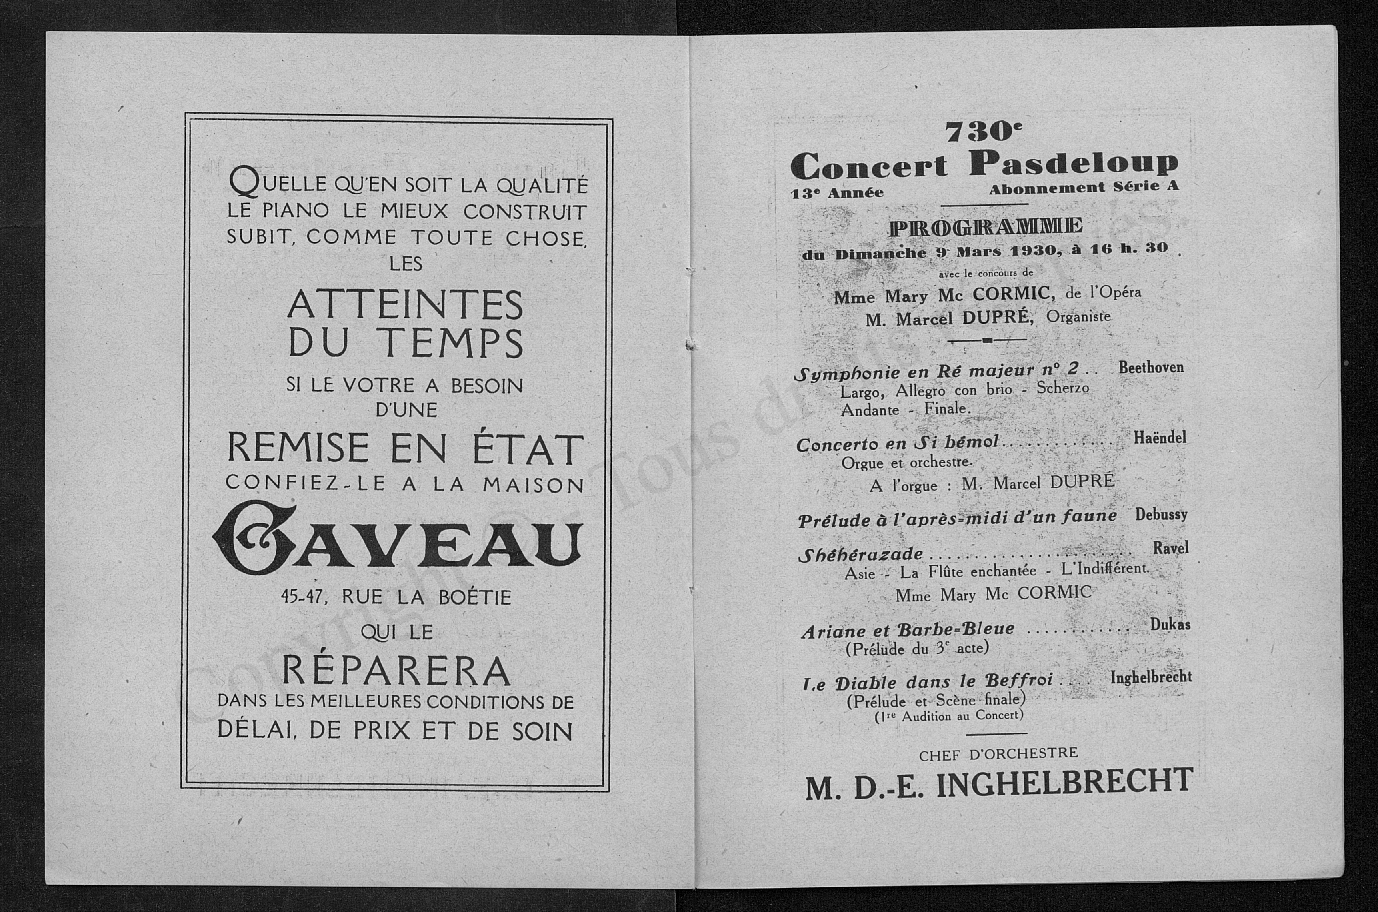 QUELLE QU'EN SOIT LA QUALITÉ
LE PIANO LE MIEUX CONSTRUIT
SUBIT, COMME TOUTE CHOSE,
LES
ATTEINTES
DU TEMPS
SI LE VOTRE A BESOIN
D'UNE
REMISE EN ÉTAT
CONFIEZ-LE A LA MAISON
GAVEAU
45-47, RUE LA BOÉTIE
QUI LE
RÉPARERA
DANS LES MEILLEURES CONDITIONS DE
DÉLAI, DE PRIX ET DE SOIN
730e
Concert Pasdeloup
13e Année Abonnement Série A
PROGRAMME
du Dimanche 9 Mars 1930, à 16 h. 30
avec le concours de
Mme Mary Mc CORMIC, de l'Opéra
M. Marcel DUPRÉ, Organiste
Symphonie en Ré majeur n° 2 .. Beethoven
Largo, Allegro con brio - Scherzo
Andante - Finale.
Concerto en Si bémol ............. Haëndel
Orgue et orchestre.
A l'orgue : M. Marcel DUPRÉ
Prélude à l'après-midi d'un faune Debussy
Shéhérazade ....................... Ravel
Asie - La Flûte enchantée - L'Indifférent.
Mme Mary Mc CORMIC
Ariane et Barbe-Bleue ............ Dukas
(Prélude du 3e acte)
Le Diable dans le Beffroi .... Inghelbrecht
(Prélude et Scène finale)
(1re Audition au Concert)
CHEF D'ORCHESTRE
M. D.-E. INGHELBRECHT